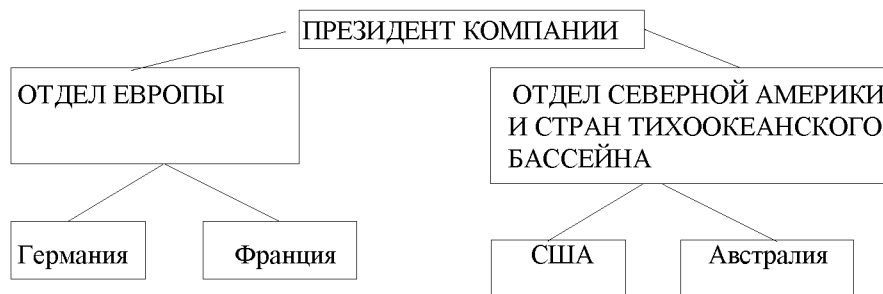 ПРЕЗИДЕНТ КОМПАНИИ
ОТДЕЛ ЕВРОПЫ
ОТДЕЛ СЕВЕРНОЙ АМЕРИКИ
И СТРАН ТИХООКЕАНСКОГО
БАССЕЙНА
Германия
Франция
США
Австралия